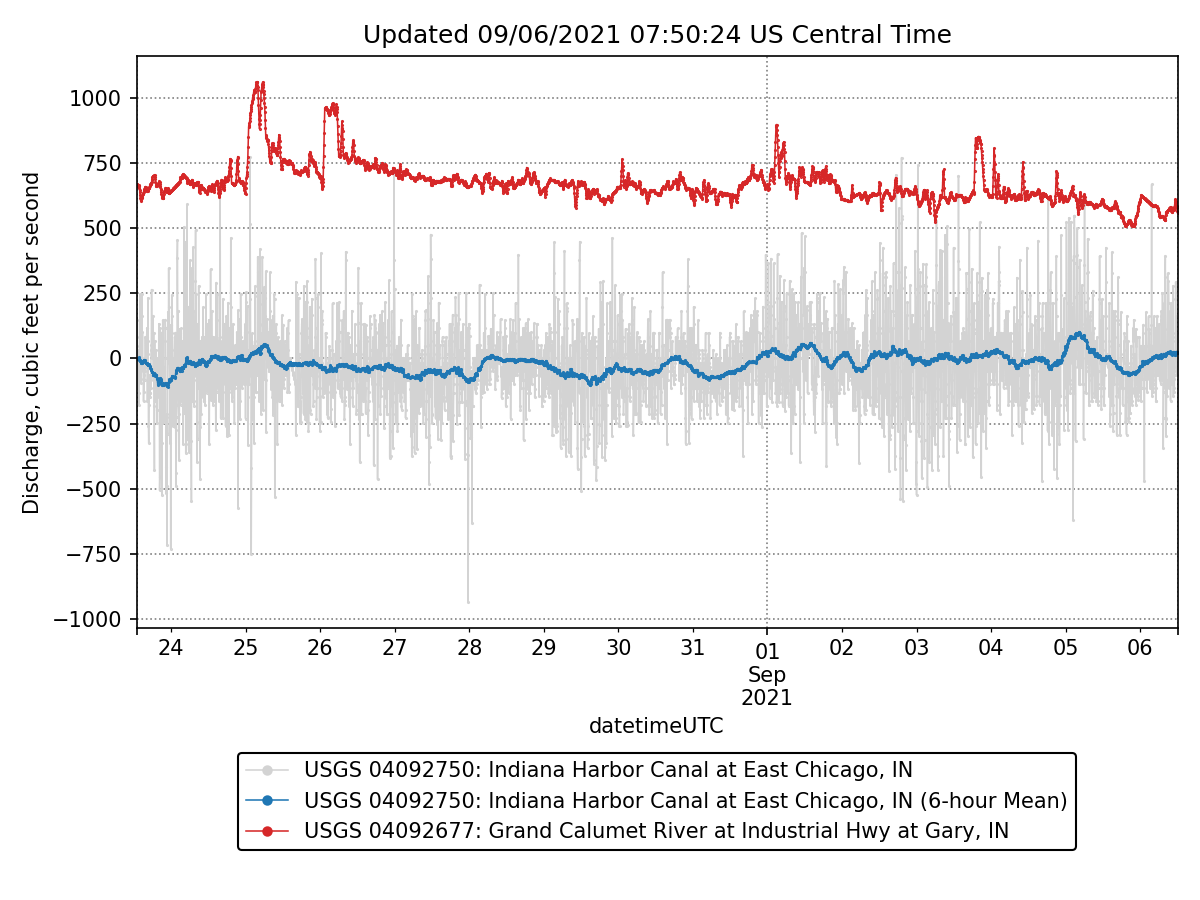 Updated 09/06/2021 07:50:24 US Central Time
Discharge, cubic feet per second
1000
750
500
250
0
−250
−500
−750
−1000
24 25 26 27 28 29 30 31 01 02 03 04 05 06
Sep
2021
datetimeUTC
USGS 04092750: Indiana Harbor Canal at East Chicago, IN
USGS 04092750: Indiana Harbor Canal at East Chicago, IN (6-hour Mean)
USGS 04092677: Grand Calumet River at Industrial Hwy at Gary, IN